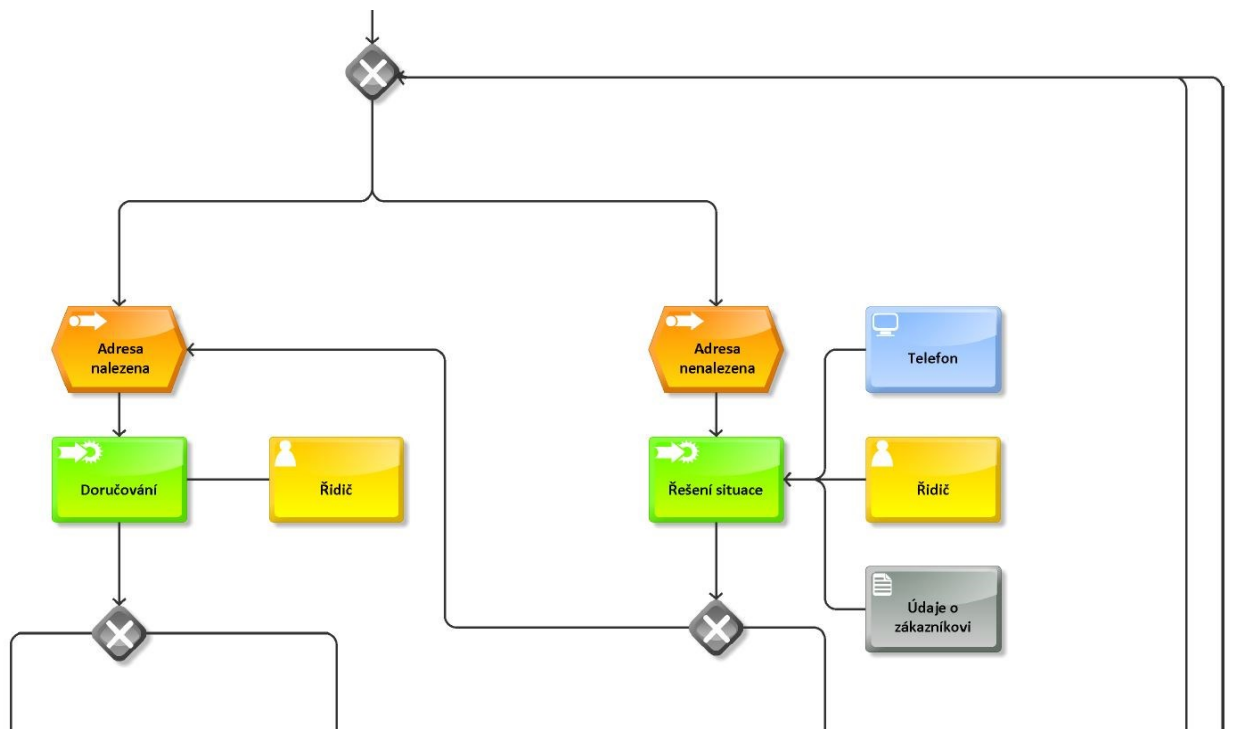 Adresa
nalezena
Adresa
nenalezena
Telefon
Doručování
Řidič
Řešení situace
Řidič
Údaje o
zákazníkovi